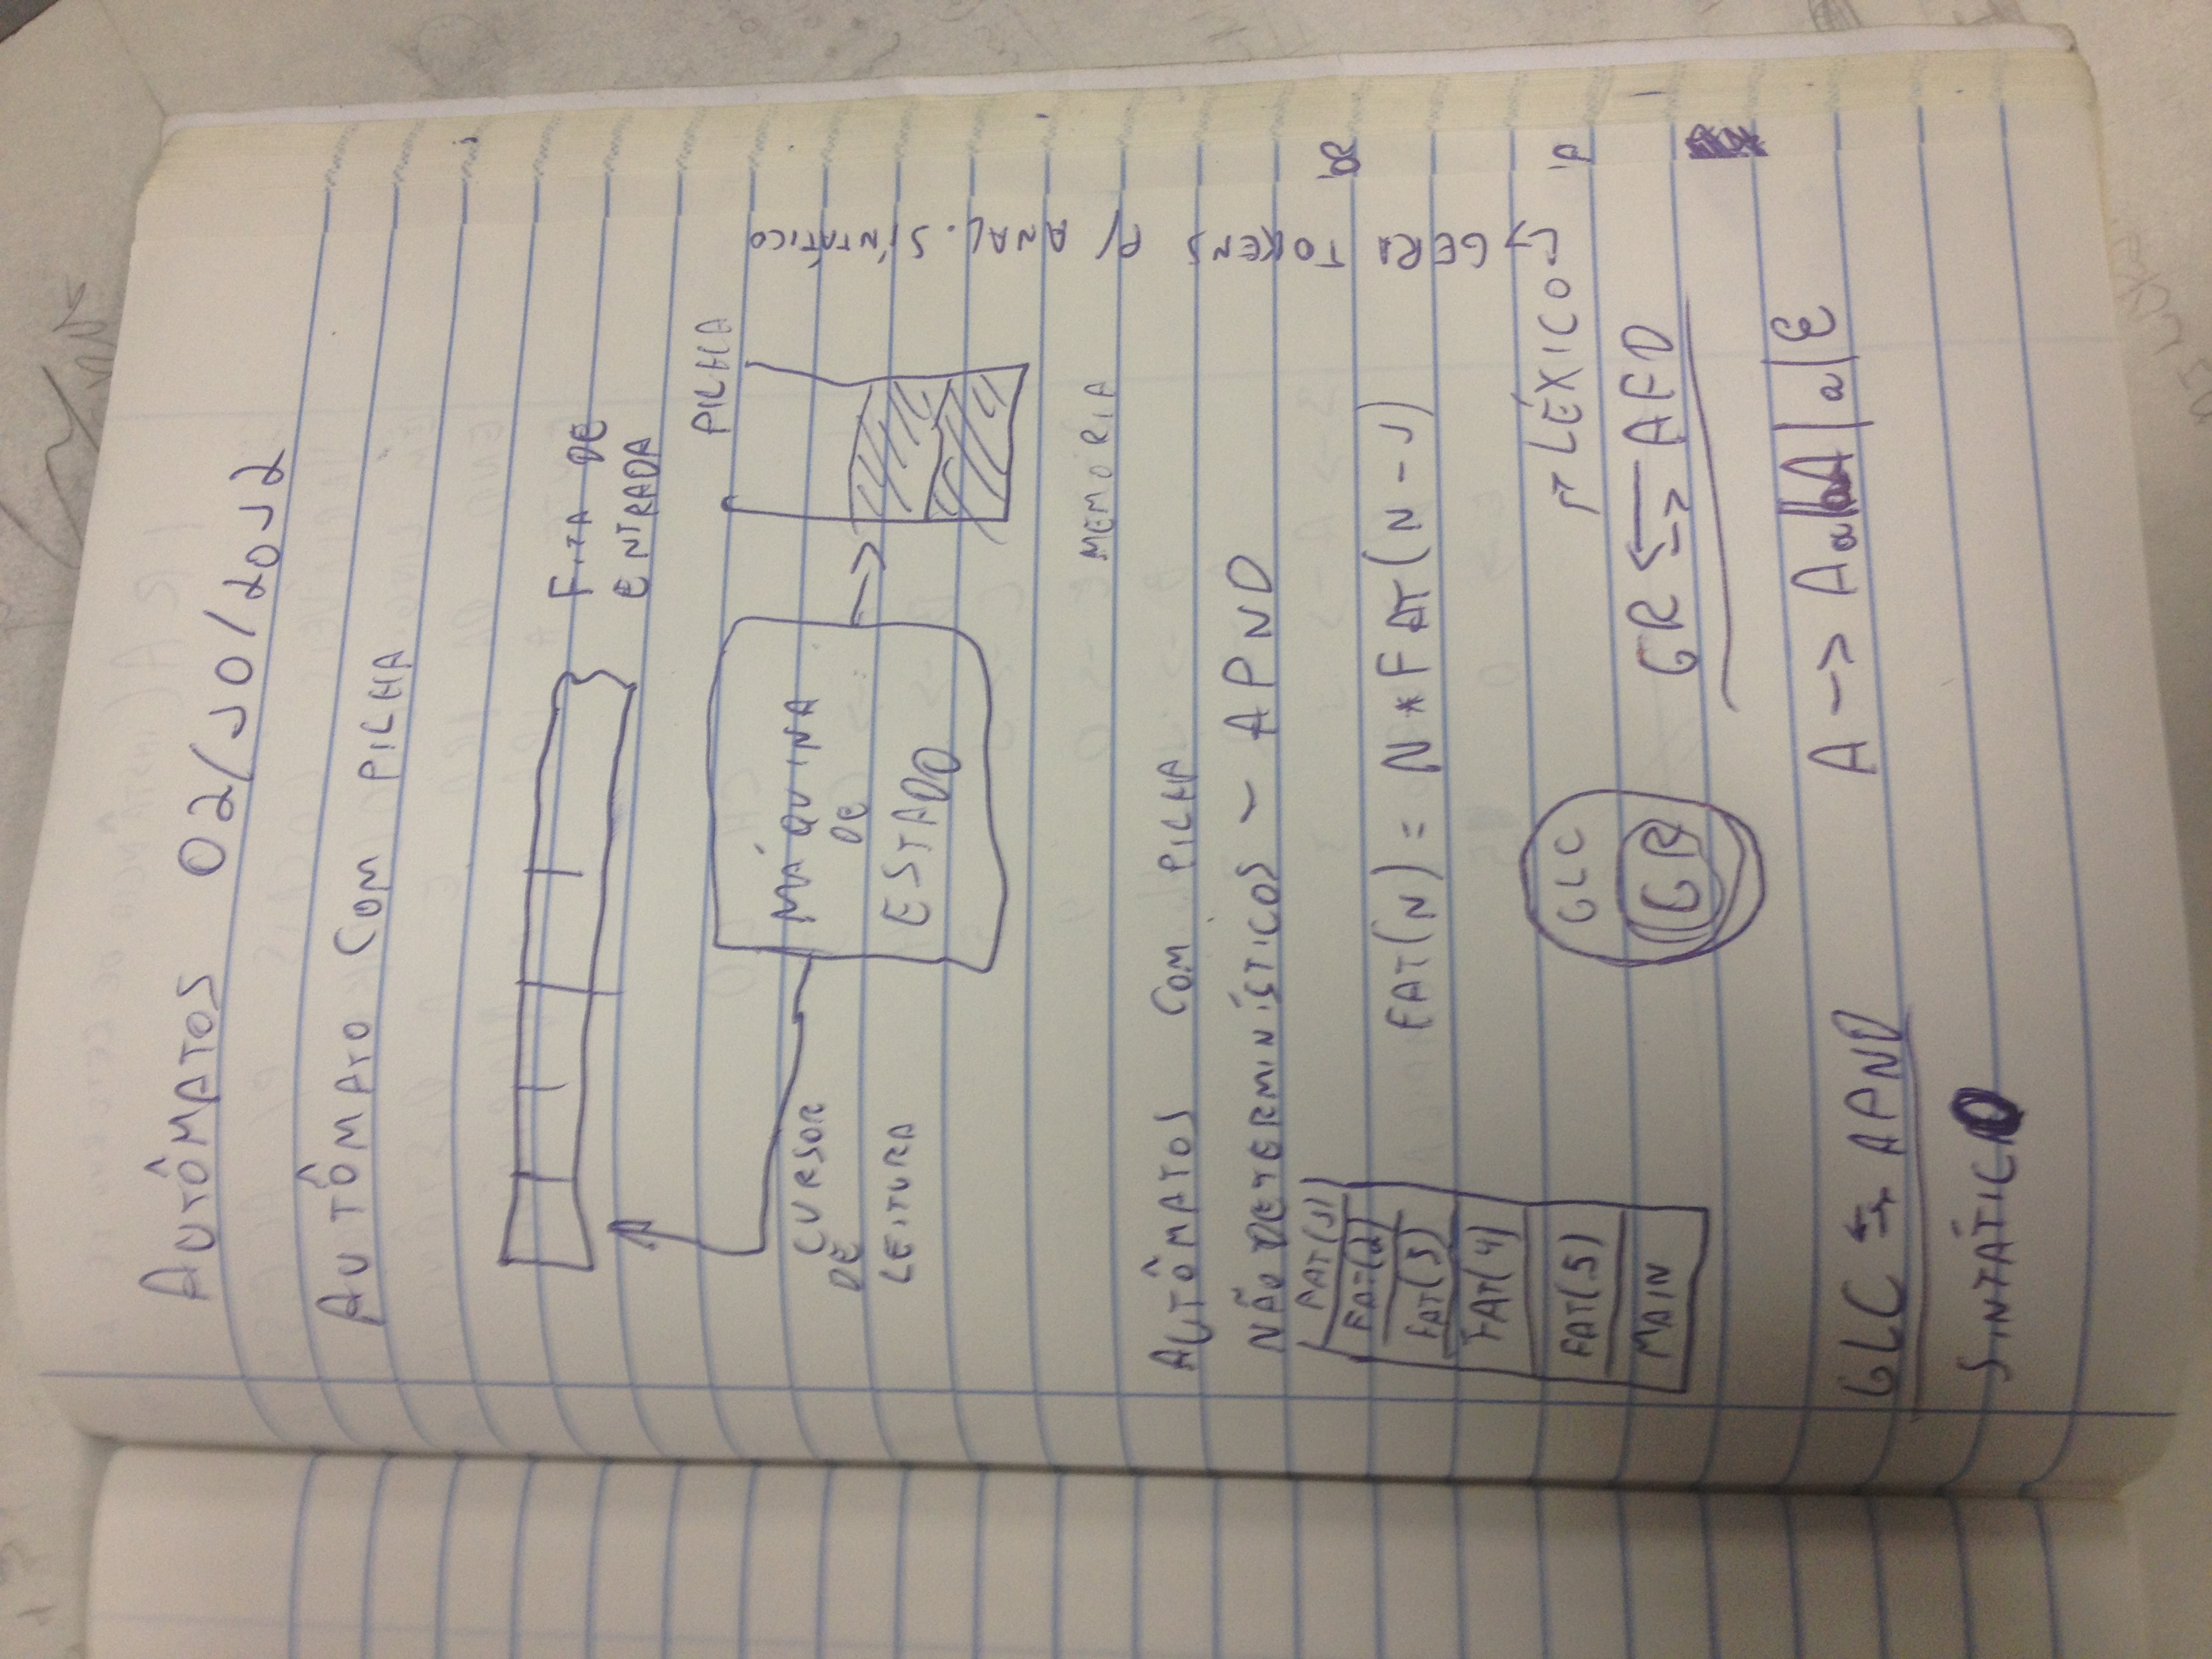 AUTÔMATOS 02/10/2012
AUTÔMATO COM PILHA
FITA DE
ENTRADA
PILHA
CURSOR
DE
LEITURA
MÁQUINA
DE
ESTADO
MEMORIA
AUTÔMATOS COM PILHA
NÃO DETERMINÍSTICOS - APND
FAT(1)
FAT(2)
FAT(3)
FAT(4)
FAT(5)
MAIN
FAT(N) = N * FAT(N-1)
GLC
GR
LÉXICO
GERA TOKENS P/ ANAL. SINTÁTICO
GR ⇆ AFD
A -> Aa|bA|a|ε
GLC ⇆ APND
SINTÁTICO